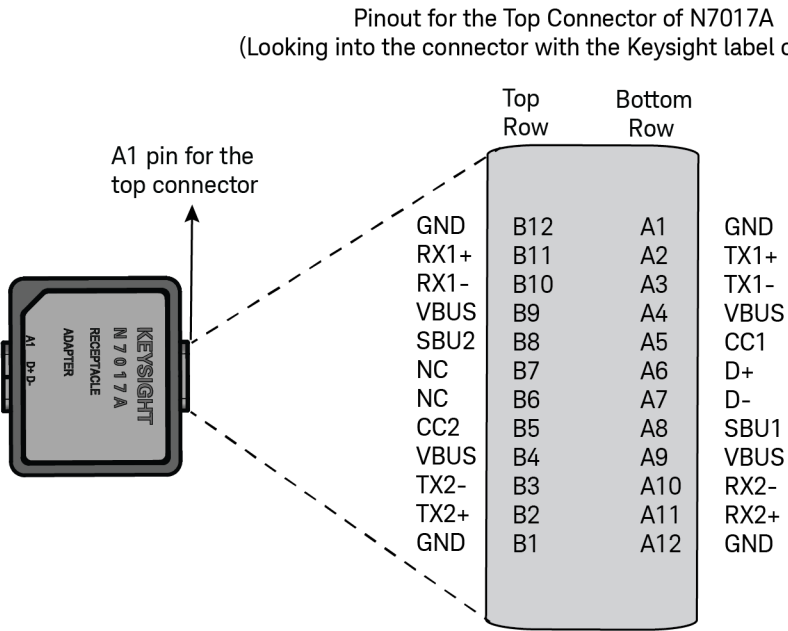 Pinout for the Top Connector of N7017A
(Looking into the connector with the Keysight label
Top Bottom
Row Row
A1 pin for the
top connector
GND B12 A1 GND
RX1+ B11 A2 TX1+
RX1- B10 A3 TX1-
VBUS B9 A4 VBUS
SBU2 B8 A5 CC1
NC B7 A6 D+
NC B6 A7 D-
CC2 B5 A8 SBU1
VBUS B4 A9 VBUS
TX2- B3 A10 RX2-
TX2+ B2 A11 RX2+
GND B1 A12 GND
KEYSIGHT
N7017A
RECEPTACLE
ADAPTER
A1 D+ D-